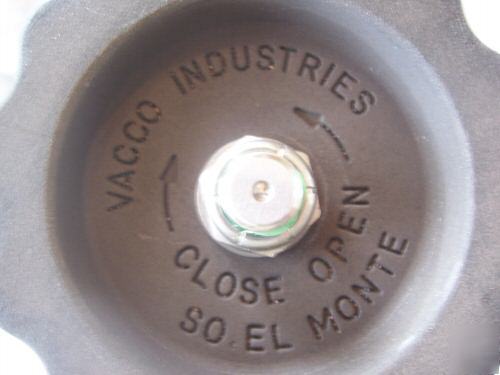 VACCO INDUSTRIES
CLOSE OPEN
SO. EL MONTE